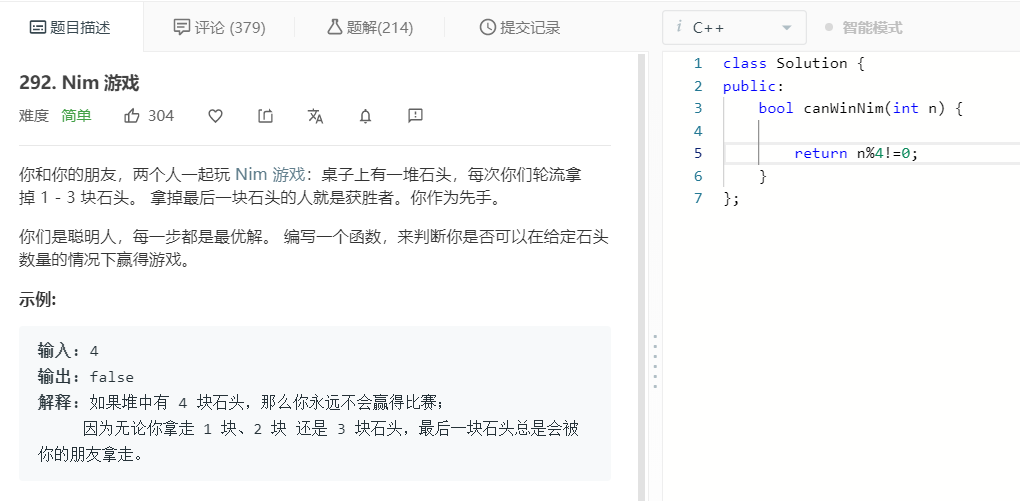 题目描述
评论 (379)
题解(214)
提交记录
292. Nim 游戏
难度 简单 304
你和你的朋友，两个人一起玩 Nim 游戏：桌子上有一堆石头，每次你们轮流拿
掉 1 - 3 块石头。 拿掉最后一块石头的人就是获胜者。你作为先手。
你们是聪明人，每一步都是最优解。 编写一个函数，来判断你是否可以在给定石头
数量的情况下赢得游戏。
示例:
输入：4
输出：false
解释：如果堆中有 4 块石头，那么你永远不会赢得比赛；
因为无论你拿走 1 块、2 块 还是 3 块石头，最后一块石头总是会被
你的朋友拿走。
i C++ 智能模式
1 class Solution {
2 public:
3 bool canWinNim(int n) {
4
5 return n%4!=0;
6 }
7 };